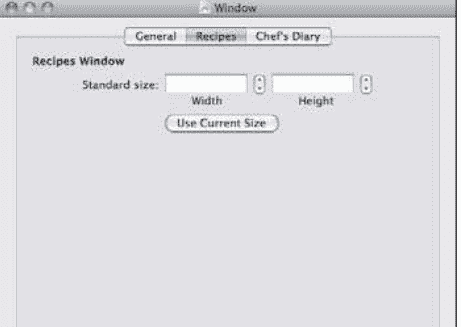 Window
General Recipes Chef's Diary
Recipes Window
Standard size:
Width Height
Use Current Size